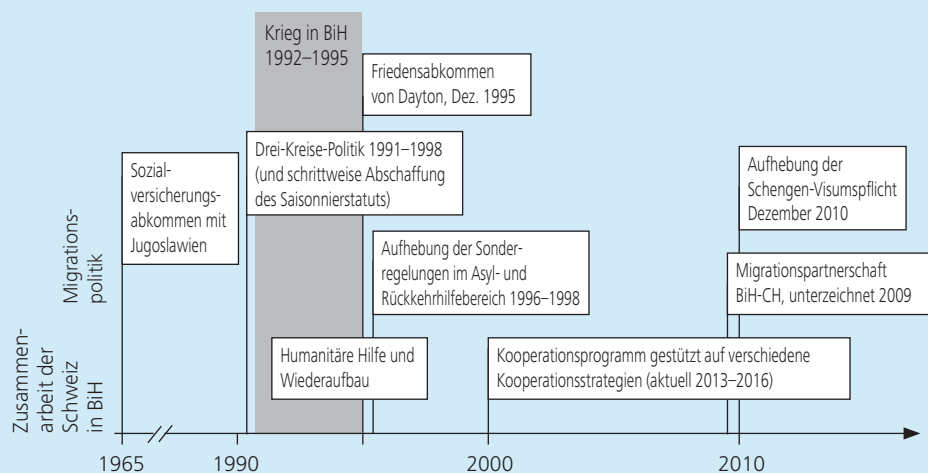 Krieg in BiH
1992–1995
Friedensabkommen
von Dayton, Dez. 1995
Drei-Kreise-Politik 1991–1998
(und schrittweise Abschaffung
des Saisonnierstatuts)
Sozial-
versicherungs-
abkommen mit
Jugoslawien
Aufhebung der
Schengen-Visumspflicht
Dezember 2010
Aufhebung der Sonder-
regelungen im Asyl- und
Rückkehrhilfebereich 1996–1998
Migrationspartnerschaft
BiH-CH, unterzeichnet 2009
Migrations-
politik
Humanitäre Hilfe und
Wiederaufbau
Kooperationsprogramm gestützt auf verschiedene
Kooperationsstrategien (aktuell 2013–2016)
Zusammen-
arbeit der
Schweiz
in BiH
1965
1990
2000
2010